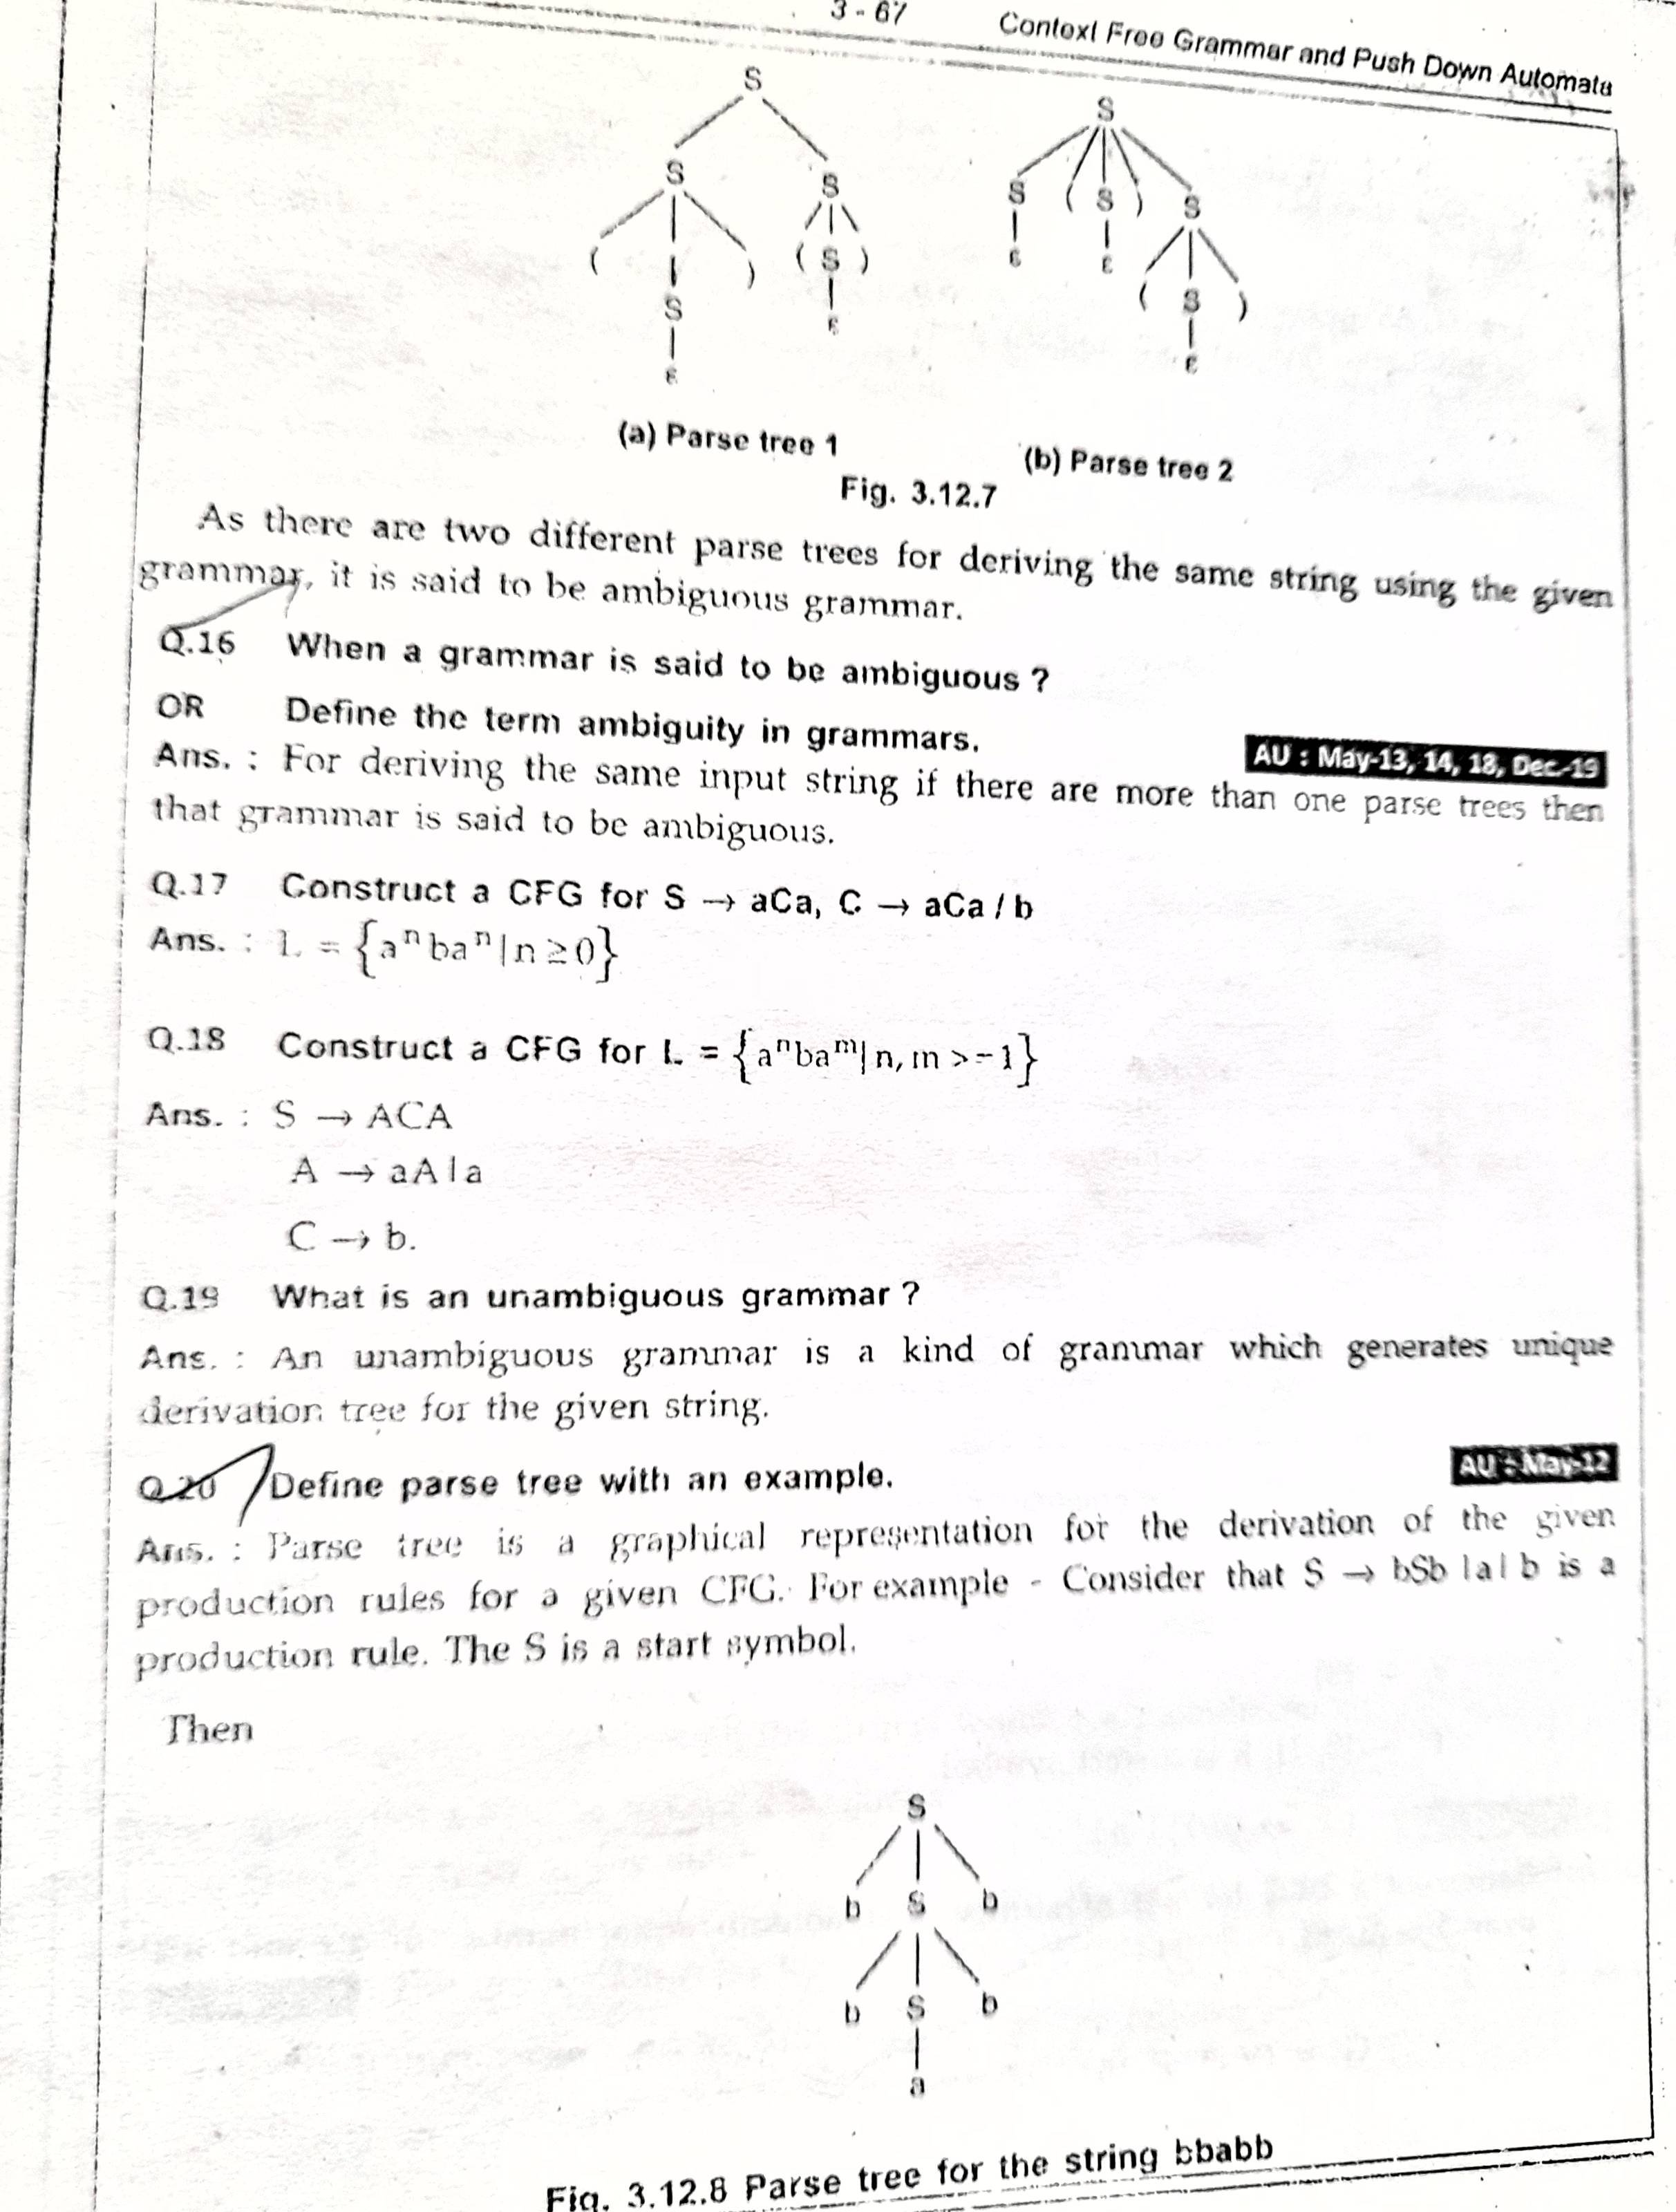 3 - 67 Context Free Grammar and Push Down Automata
S S
S S S ( S ) S
( | ) ( S ) ε ε ( S )
S ε ε
ε
(a) Parse tree 1 (b) Parse tree 2
Fig. 3.12.7
As there are two different parse trees for deriving the same string using the given
grammar, it is said to be ambiguous grammar.
Q.16 When a grammar is said to be ambiguous ?
OR Define the term ambiguity in grammars. AU : May-13, 14, 18, Dec.-19
Ans. : For deriving the same input string if there are more than one parse trees then
that grammar is said to be ambiguous.
Q.17 Construct a CFG for S → aCa, C → aCa / b
Ans. : L = {aⁿ baⁿ | n ≥ 0}
Q.18 Construct a CFG for L = {aⁿbaᵐ| n, m >=1}
Ans. : S → ACA
A → aA|a
C → b.
Q.19 What is an unambiguous grammar ?
Ans. : An unambiguous grammar is a kind of grammar which generates unique
derivation tree for the given string.
Q.20 Define parse tree with an example. AU : May-12
Ans. : Parse tree is a graphical representation for the derivation of the given
production rules for a given CFG. For example - Consider that S → bSb |a| b is a
production rule. The S is a start symbol.
Then
S
b S b
b S b
a
Fig. 3.12.8 Parse tree for the string bbabb